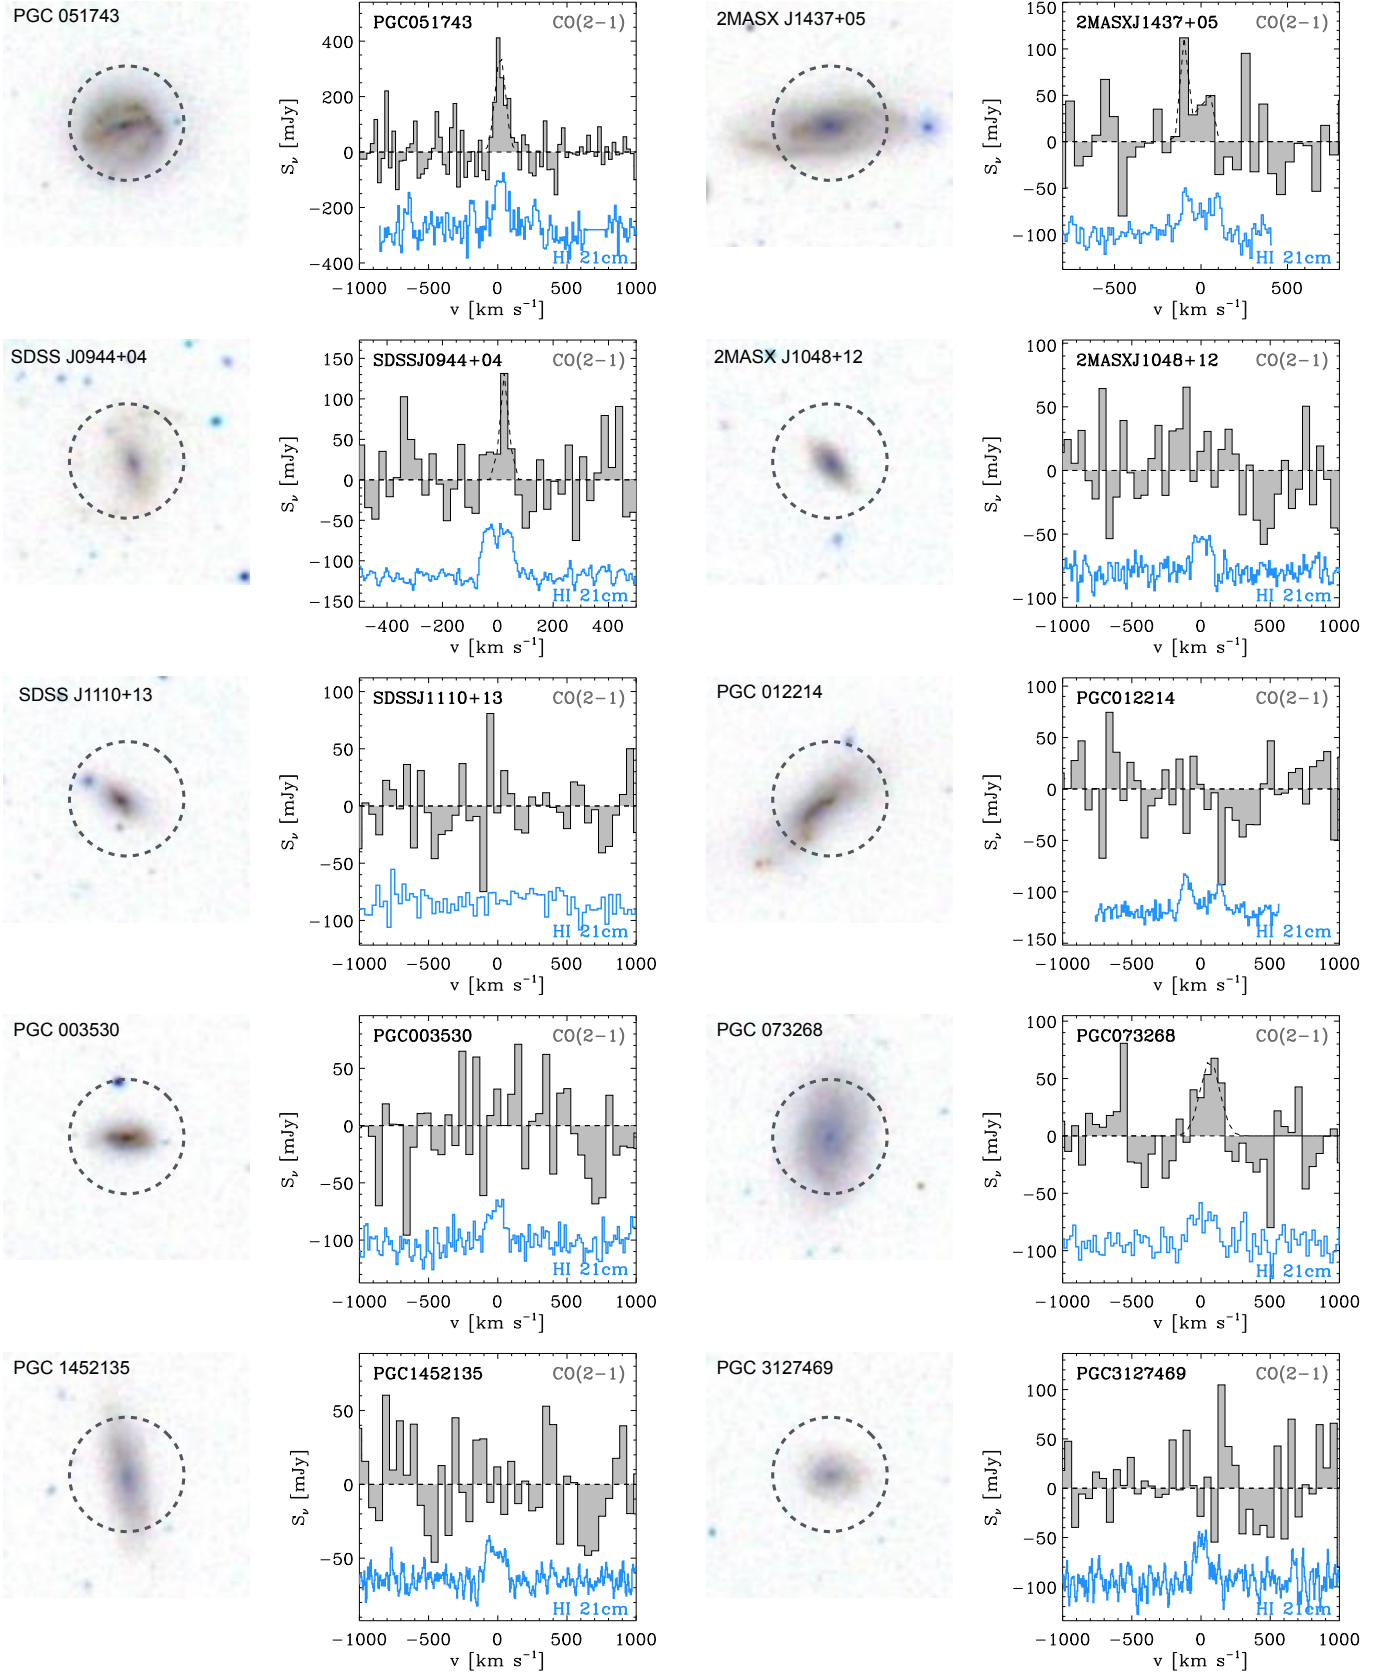 PGC 051743
PGC051743 CO(2-1)
400
200
0
-200
-400
Sν [mJy]
HI 21cm
-1000 -500 0 500 1000
v [km s⁻¹]
2MASX J1437+05
2MASXJ1437+05 CO(2-1)
150
100
50
0
-50
-100
Sν [mJy]
HI 21cm
-500 0 500
v [km s⁻¹]
SDSS J0944+04
SDSSJ0944+04 CO(2-1)
150
100
50
0
-50
-100
-150
Sν [mJy]
HI 21cm
-400 -200 0 200 400
v [km s⁻¹]
2MASX J1048+12
2MASXJ1048+12 CO(2-1)
100
50
0
-50
-100
Sν [mJy]
HI 21cm
-1000 -500 0 500 1000
v [km s⁻¹]
SDSS J1110+13
SDSSJ1110+13 CO(2-1)
100
50
0
-50
-100
Sν [mJy]
HI 21cm
-1000 -500 0 500 1000
v [km s⁻¹]
PGC 012214
PGC012214 CO(2-1)
100
50
0
-50
-100
-150
Sν [mJy]
HI 21cm
-1000 -500 0 500 1000
v [km s⁻¹]
PGC 003530
PGC003530 CO(2-1)
50
0
-50
-100
Sν [mJy]
HI 21cm
-1000 -500 0 500 1000
v [km s⁻¹]
PGC 073268
PGC073268 CO(2-1)
100
50
0
-50
-100
Sν [mJy]
HI 21cm
-1000 -500 0 500 1000
v [km s⁻¹]
PGC 1452135
PGC1452135 CO(2-1)
50
0
-50
Sν [mJy]
HI 21cm
-1000 -500 0 500 1000
v [km s⁻¹]
PGC 3127469
PGC3127469 CO(2-1)
100
50
0
-50
-100
Sν [mJy]
HI 21cm
-1000 -500 0 500 1000
v [km s⁻¹]